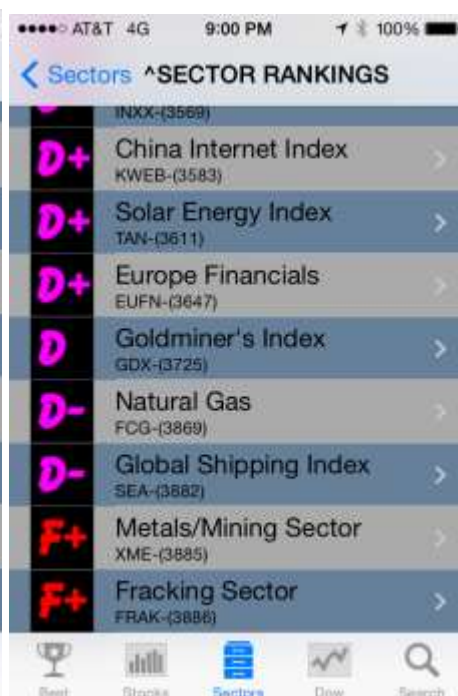 AT&T 4G 9:00 PM 100%
Sectors ^SECTOR RANKINGS
INXX-(3569)
D+ China Internet Index
KWEB-(3583)
D+ Solar Energy Index
TAN-(3611)
D+ Europe Financials
EUFN-(3647)
D Goldminer's Index
GDX-(3725)
D- Natural Gas
FCG-(3869)
D- Global Shipping Index
SEA-(3882)
F+ Metals/Mining Sector
XME-(3885)
F+ Fracking Sector
FRAK-(3886)
Best Stocks Sectors Dow Search